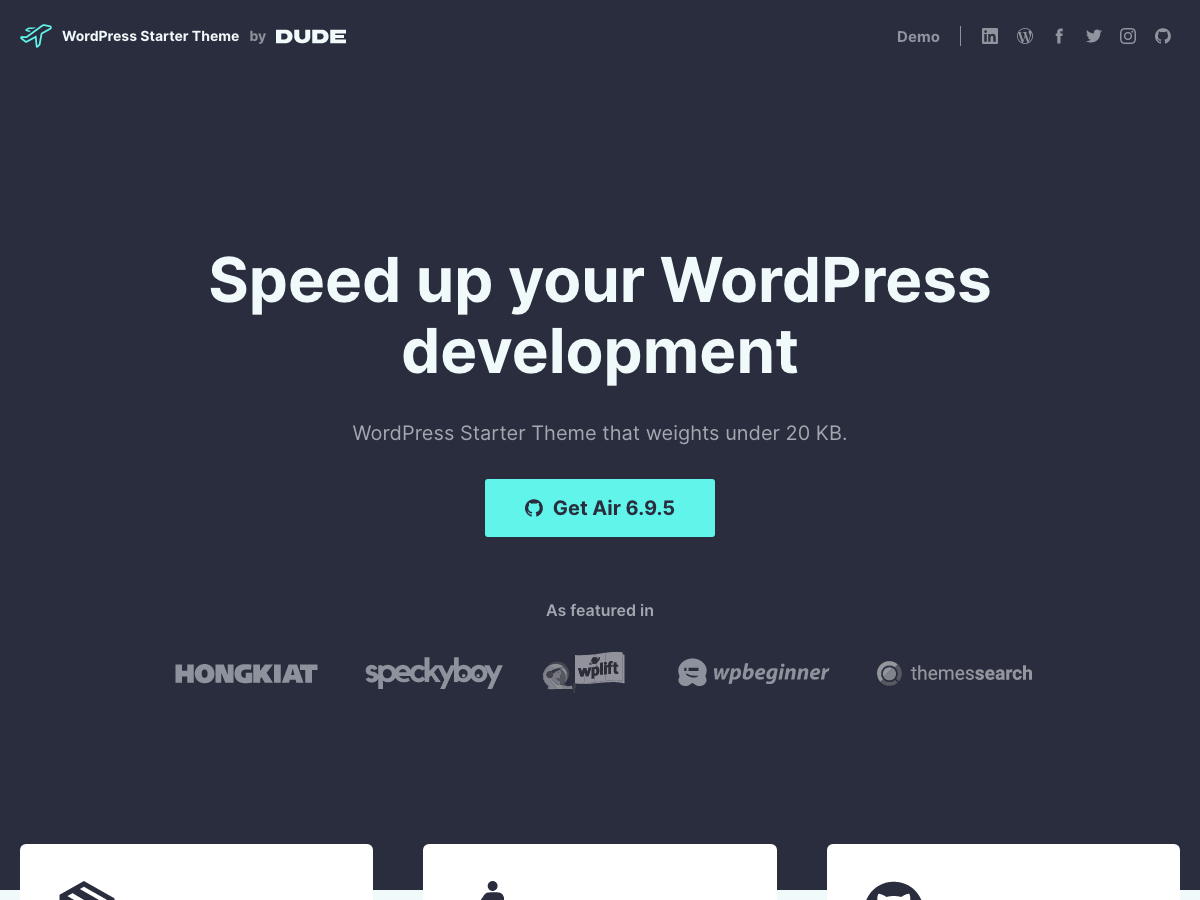 WordPress Starter Theme by DUDE
Demo
Speed up your WordPress
development
WordPress Starter Theme that weights under 20 KB.
Get Air 6.9.5
As featured in
HONGKIAT
speckyboy
wplift
wpbeginner
themessearch